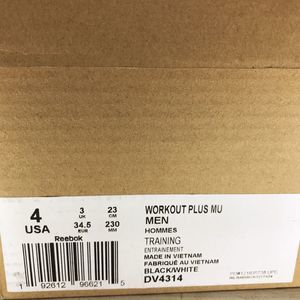 4
USA
3
UK
23
CM
34.5
EUR
230
MM
Reebok
1 92612 96621 5
WORKOUT PLUS MU
MEN
HOMMES
TRAINING
ENTRAINEMENT
MADE IN VIETNAM
FABRIQUÉ AU VIETNAM
BLACK/WHITE
DV4314